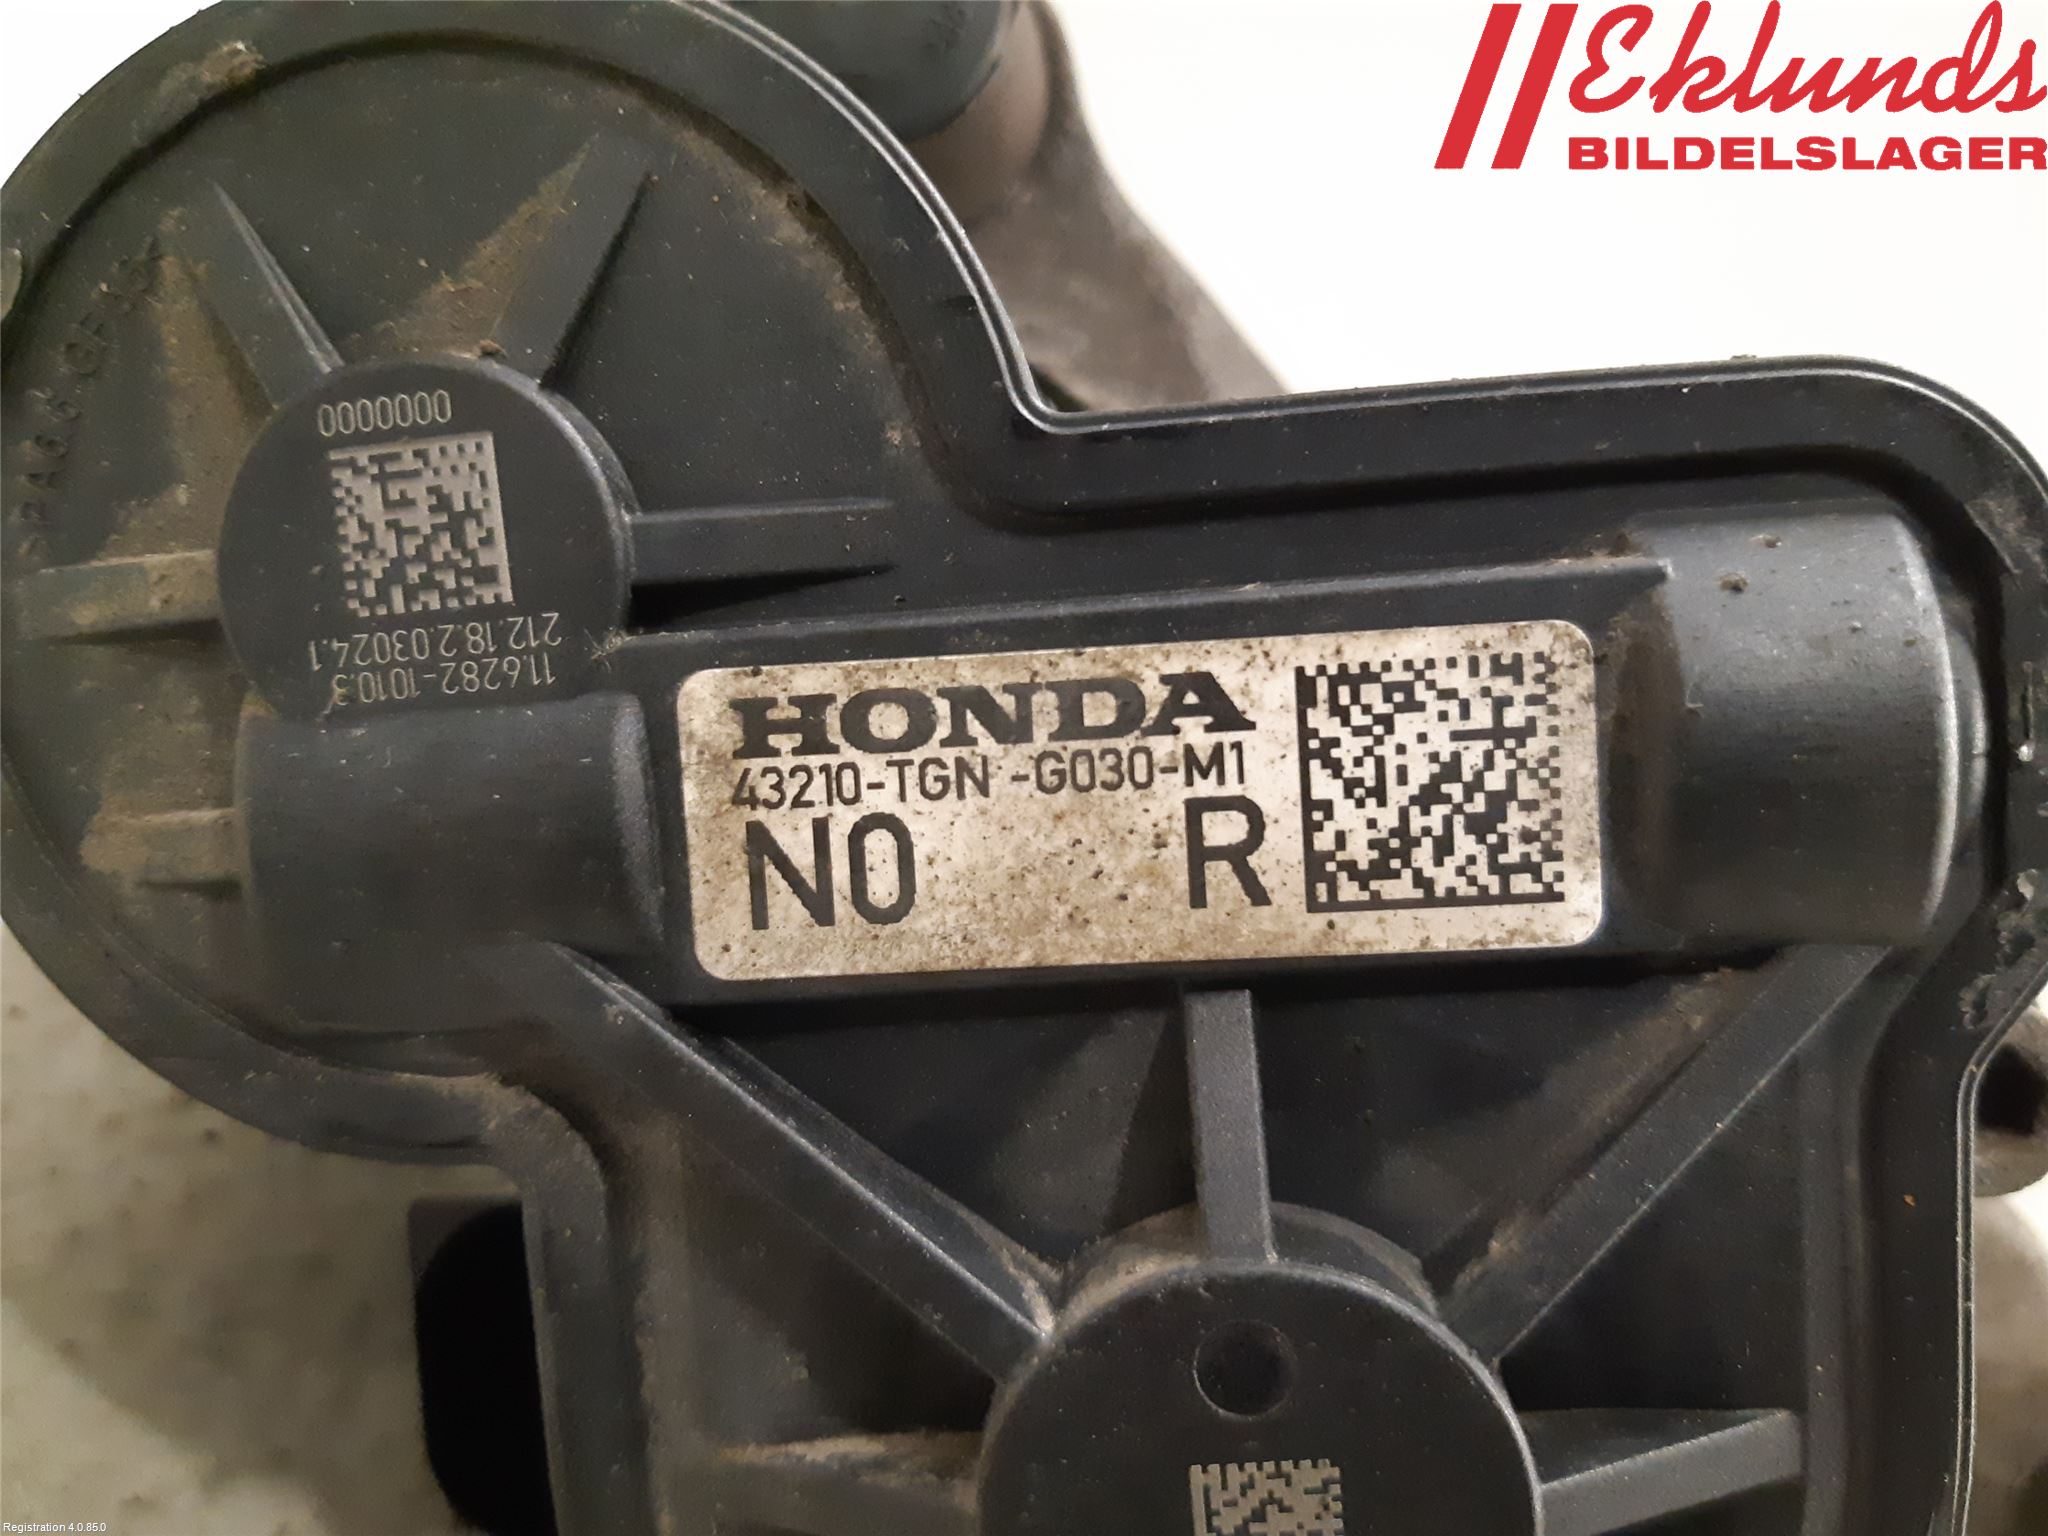 Eklunds
BILDELSLAGER
0000000
212.18.2.03024.1
11.6282-1010.3
HONDA
43210-TGN -G030-M1
N0 R
Registration 4.0.85.0